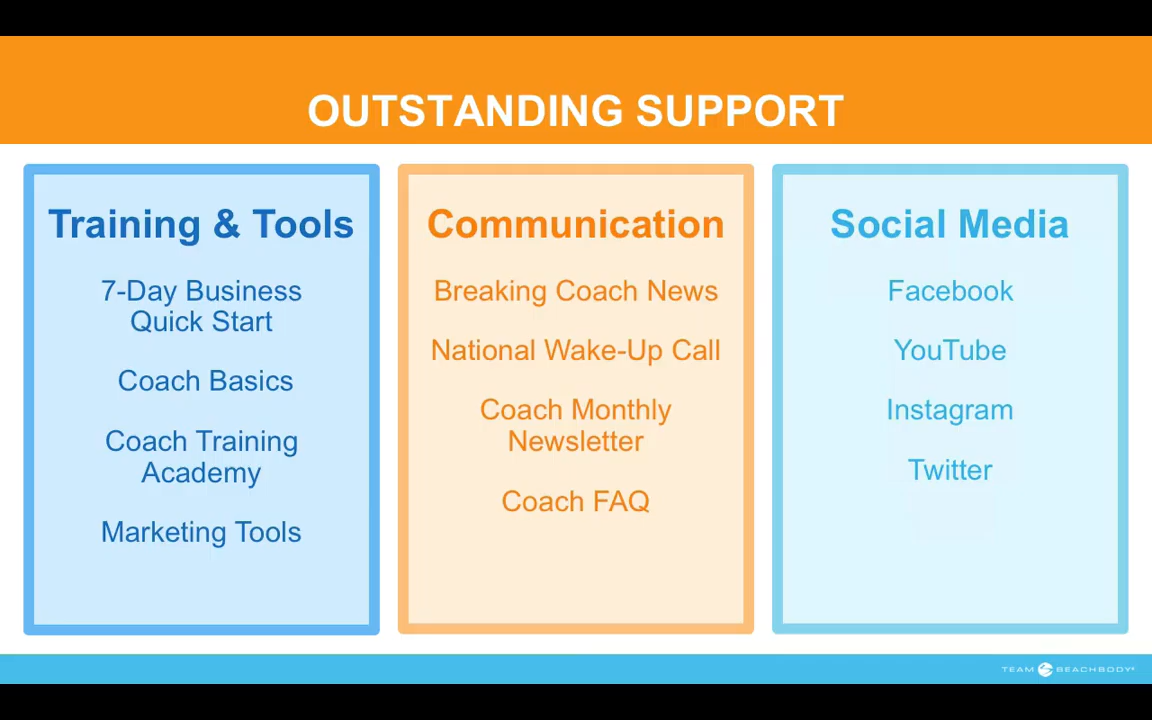 OUTSTANDING SUPPORT
Training & Tools
7-Day Business
Quick Start
Coach Basics
Coach Training
Academy
Marketing Tools
Communication
Breaking Coach News
National Wake-Up Call
Coach Monthly
Newsletter
Coach FAQ
Social Media
Facebook
YouTube
Instagram
Twitter
TEAM BEACHBODY®